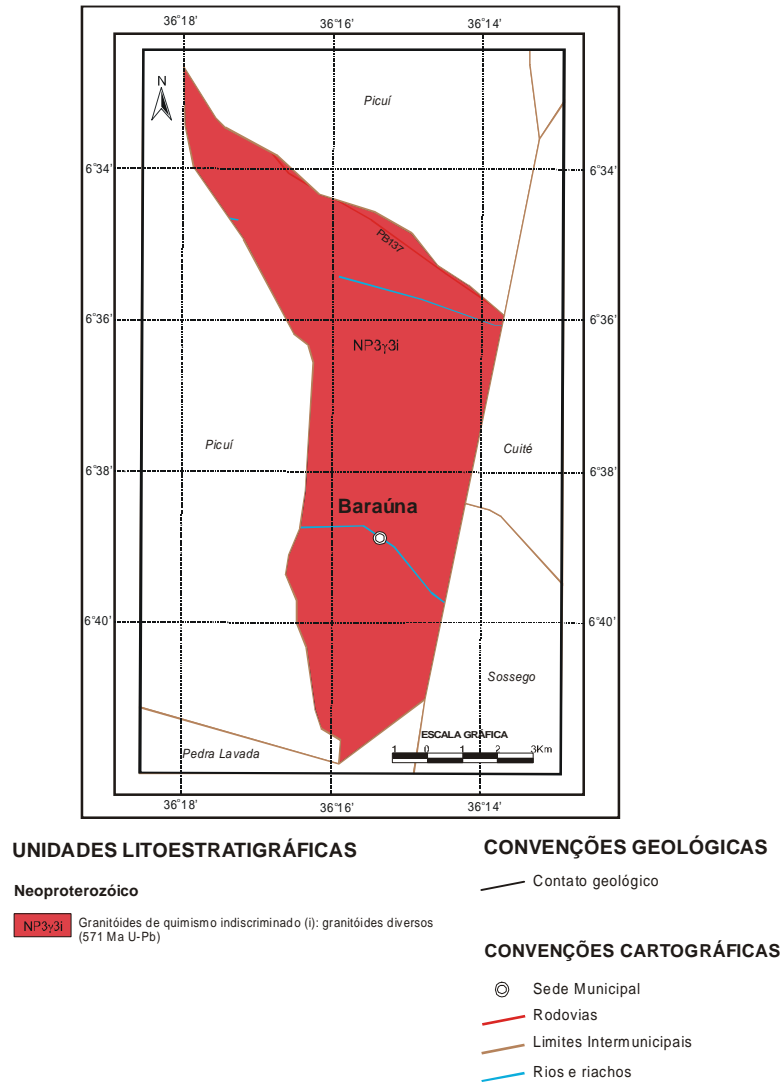 36°18'
36°16'
36°14'
N
Picuí
6°34'
6°34'
PB137
6°36'
6°36'
NP3γ3i
Picuí
Cuité
6°38'
6°38'
Baraúna
6°40'
6°40'
Sossego
ESCALA GRÁFICA
1 0 1 2 3Km
Pedra Lavada
36°18'
36°16'
36°14'
UNIDADES LITOESTRATIGRÁFICAS
Neoproterozóico
NP3γ3i
Granitóides de quimismo indiscriminado (i): granitóides diversos
(571 Ma U-Pb)
CONVENÇÕES GEOLÓGICAS
Contato geológico
CONVENÇÕES CARTOGRÁFICAS
Sede Municipal
Rodovias
Limites Intermunicipais
Rios e riachos